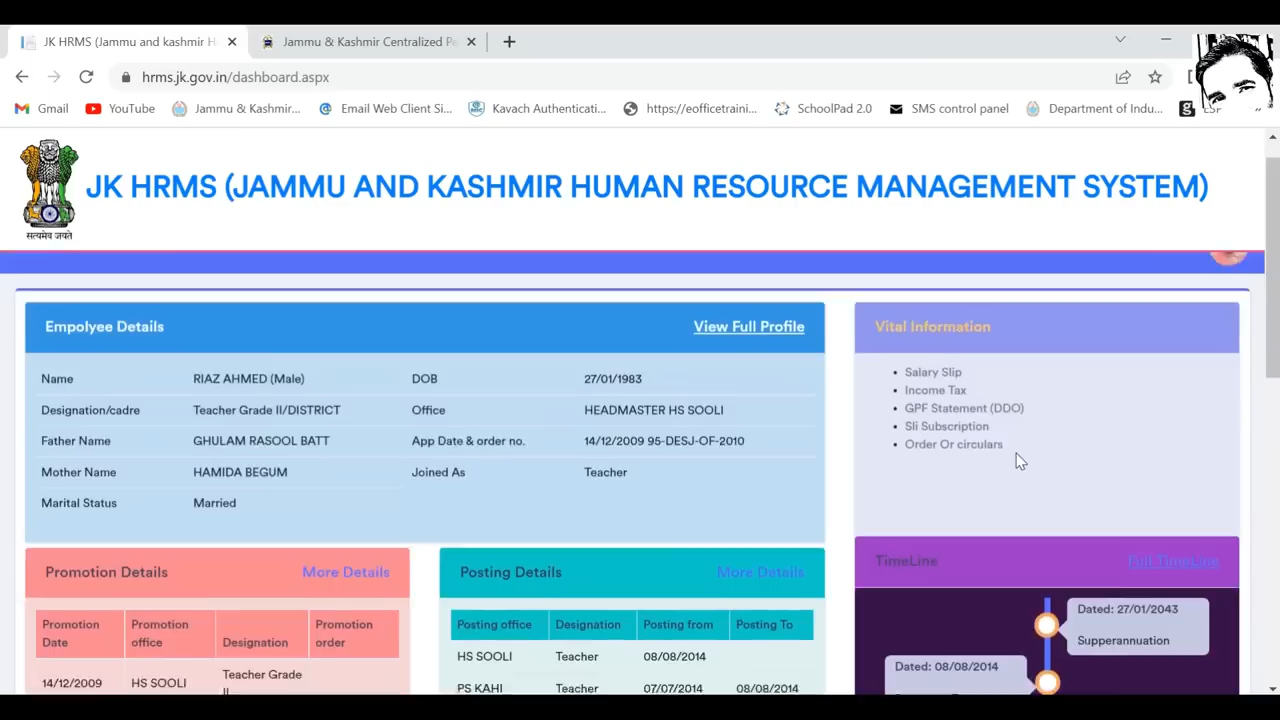 JK HRMS (Jammu and kashmir H
Jammu & Kashmir Centralized Pe
hrms.jk.gov.in/dashboard.aspx
Gmail
YouTube
Jammu & Kashmir...
Email Web Client Si...
Kavach Authenticati...
https://eofficetraini...
SchoolPad 2.0
SMS control panel
Department of Indu...
सत्यमेव जयते
JK HRMS (JAMMU AND KASHMIR HUMAN RESOURCE MANAGEMENT SYSTEM)
Empolyee Details
View Full Profile
Name RIAZ AHMED (Male) DOB 27/01/1983
Designation/cadre Teacher Grade II/DISTRICT Office HEADMASTER HS SOOLI
Father Name GHULAM RASOOL BATT App Date & order no. 14/12/2009 95-DESJ-OF-2010
Mother Name HAMIDA BEGUM Joined As Teacher
Marital Status Married
Vital Information
Salary Slip
Income Tax
GPF Statement (DDO)
Sli Subscription
Order Or circulars
Promotion Details
More Details
Promotion Date
Promotion office
Designation
Promotion order
14/12/2009 HS SOOLI Teacher Grade
II
Posting Details
More Details
Posting office Designation Posting from Posting To
HS SOOLI Teacher 08/08/2014
PS KAHI Teacher 07/07/2014 08/08/2014
TimeLine
Full TimeLine
Dated: 27/01/2043
Supperannuation
Dated: 08/08/2014